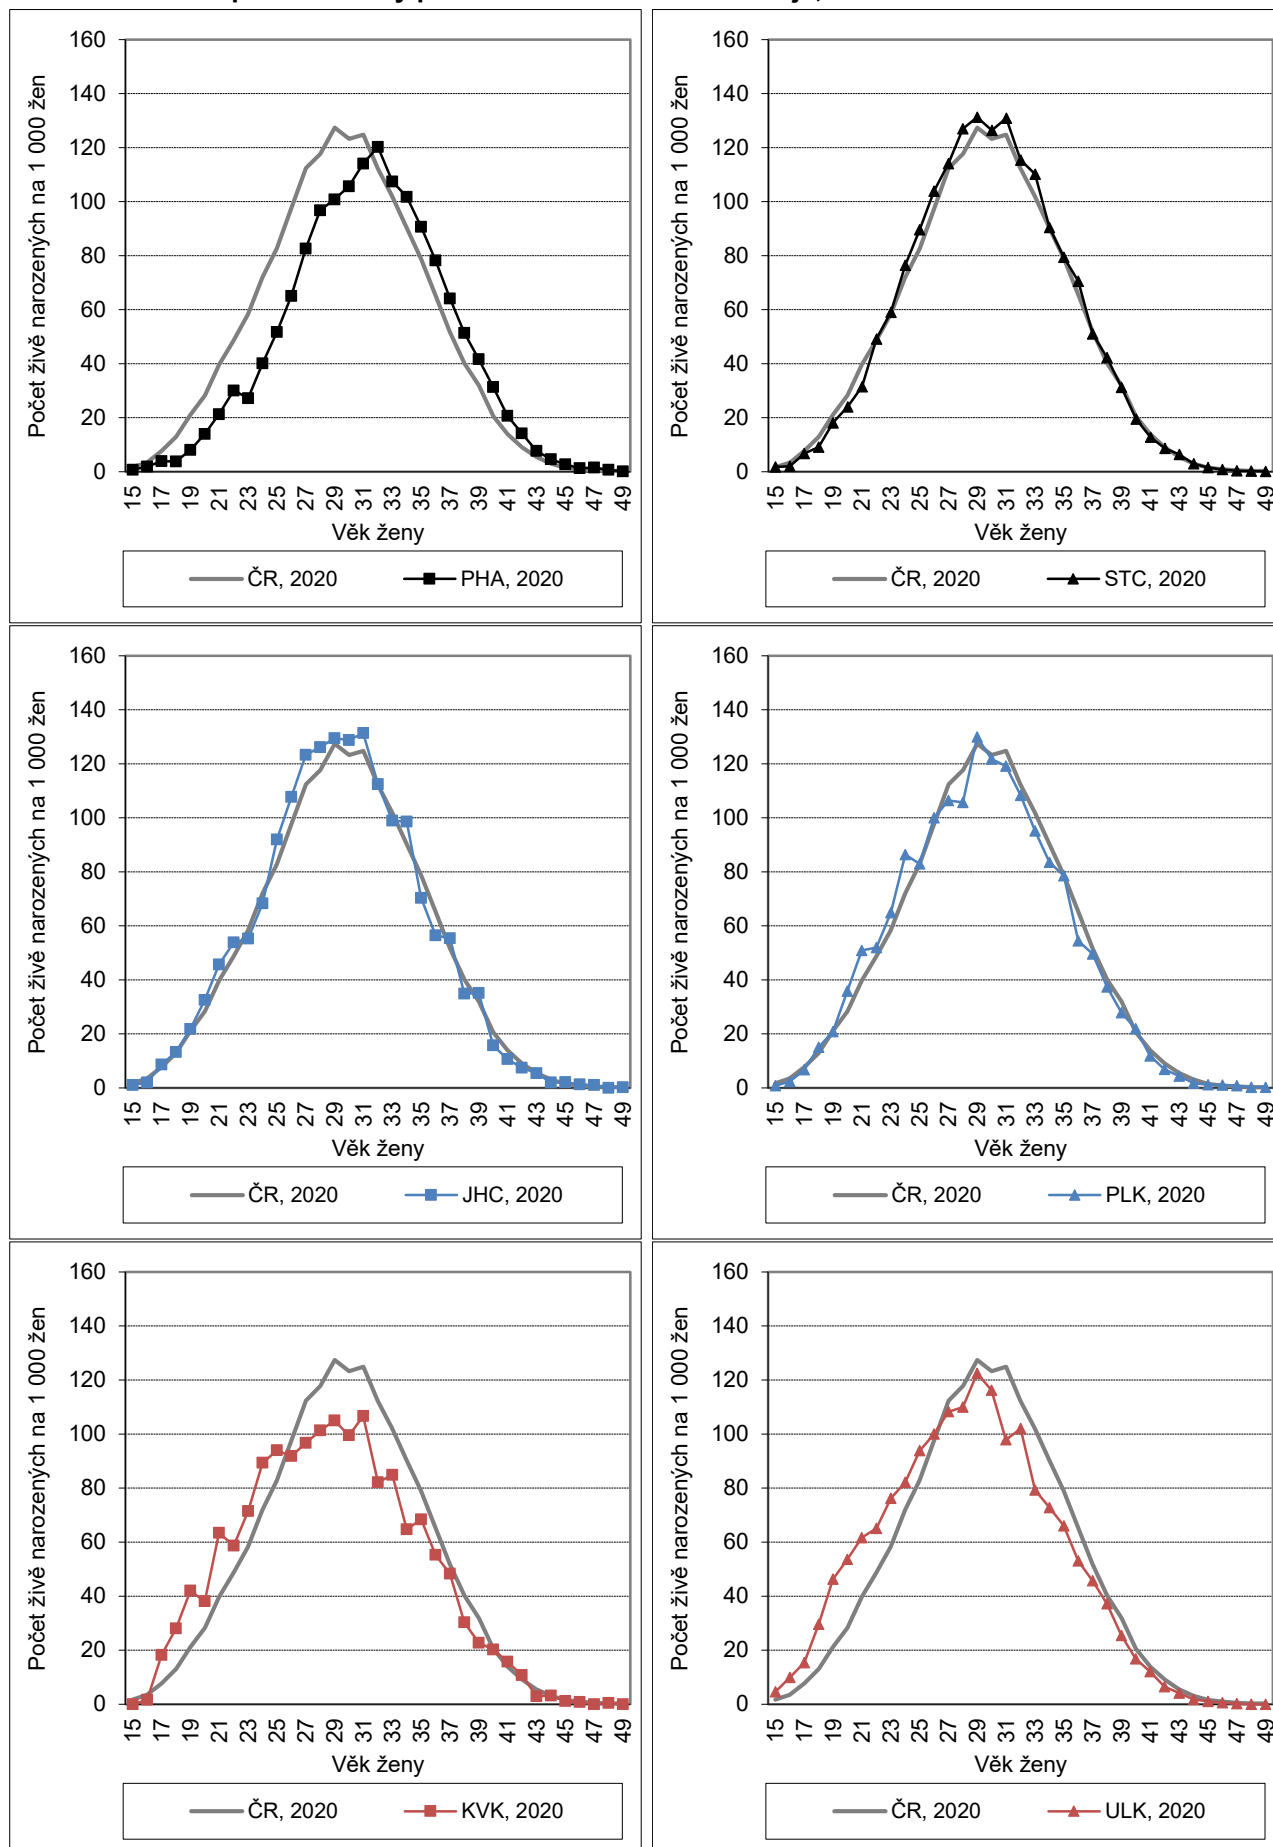 160
140
120
100
80
60
40
20
0
Počet živě narozených na 1 000 žen
15 17 19 21 23 25 27 29 31 33 35 37 39 41 43 45 47 49
Věk ženy
ČR, 2020 PHA, 2020
160
140
120
100
80
60
40
20
0
Počet živě narozených na 1 000 žen
15 17 19 21 23 25 27 29 31 33 35 37 39 41 43 45 47 49
Věk ženy
ČR, 2020 STC, 2020
160
140
120
100
80
60
40
20
0
Počet živě narozených na 1 000 žen
15 17 19 21 23 25 27 29 31 33 35 37 39 41 43 45 47 49
Věk ženy
ČR, 2020 JHC, 2020
160
140
120
100
80
60
40
20
0
Počet živě narozených na 1 000 žen
15 17 19 21 23 25 27 29 31 33 35 37 39 41 43 45 47 49
Věk ženy
ČR, 2020 PLK, 2020
160
140
120
100
80
60
40
20
0
Počet živě narozených na 1 000 žen
15 17 19 21 23 25 27 29 31 33 35 37 39 41 43 45 47 49
Věk ženy
ČR, 2020 KVK, 2020
160
140
120
100
80
60
40
20
0
Počet živě narozených na 1 000 žen
15 17 19 21 23 25 27 29 31 33 35 37 39 41 43 45 47 49
Věk ženy
ČR, 2020 ULK, 2020